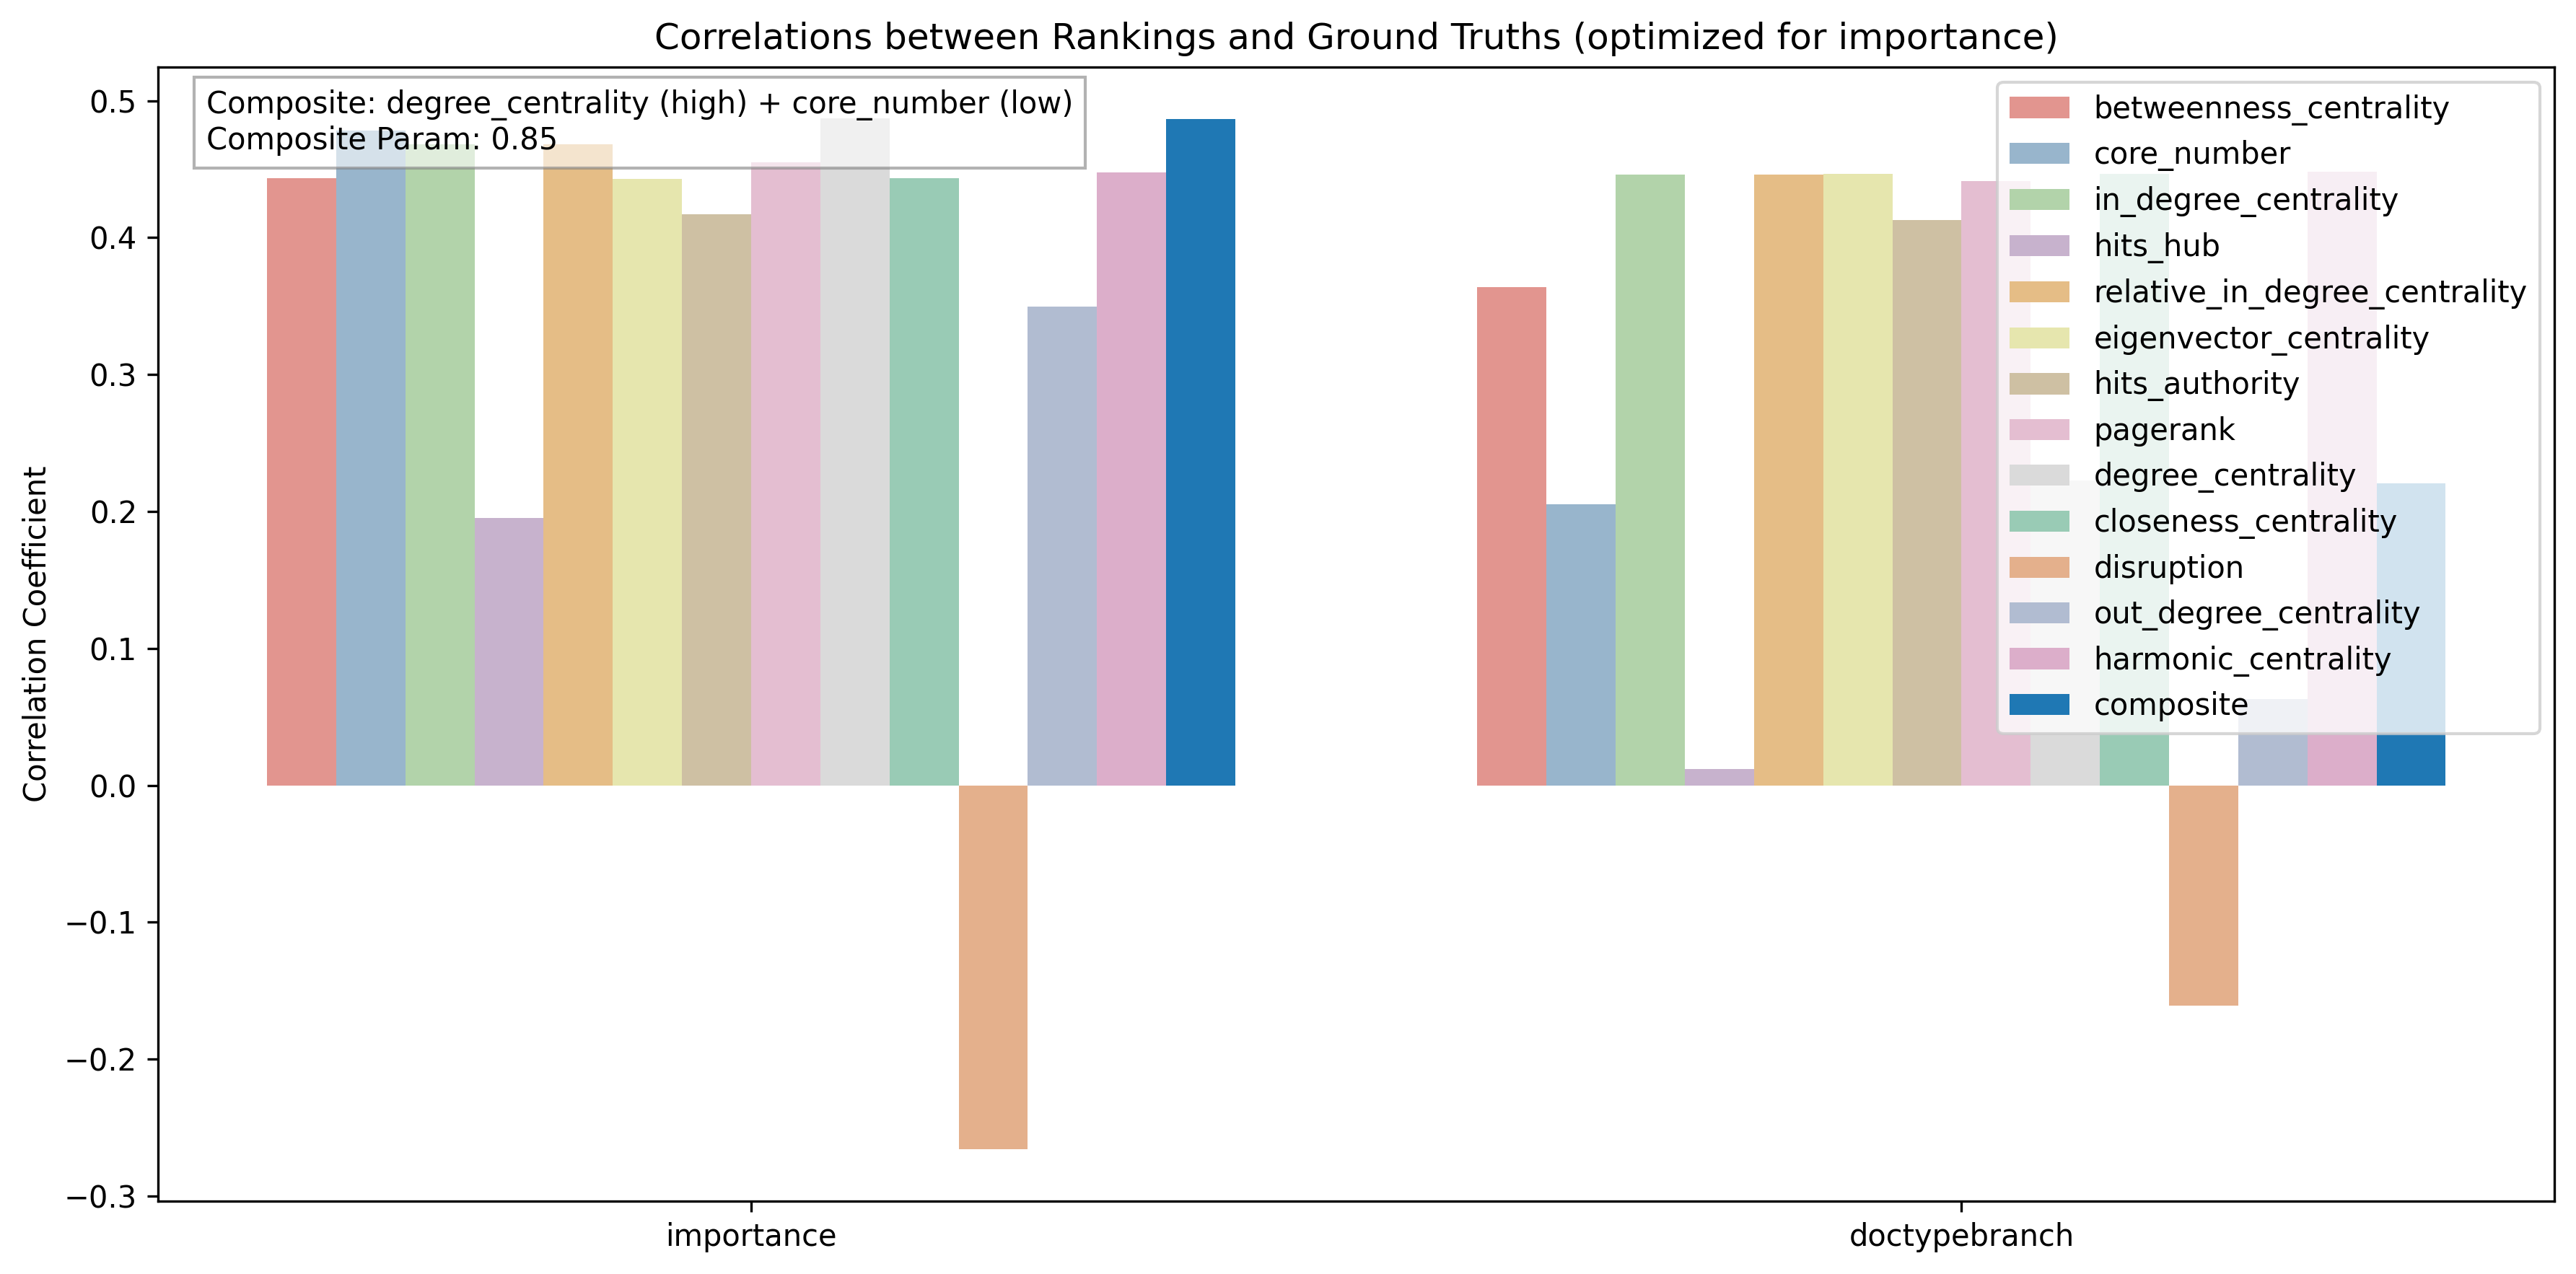 Correlations between Rankings and Ground Truths (optimized for importance)
Composite: degree_centrality (high) + core_number (low)
Composite Param: 0.85
betweenness_centrality
core_number
in_degree_centrality
hits_hub
relative_in_degree_centrality
eigenvector_centrality
hits_authority
pagerank
degree_centrality
closeness_centrality
disruption
out_degree_centrality
harmonic_centrality
composite
Correlation Coefficient
0.5
0.4
0.3
0.2
0.1
0.0
−0.1
−0.2
−0.3
importance
doctypebranch